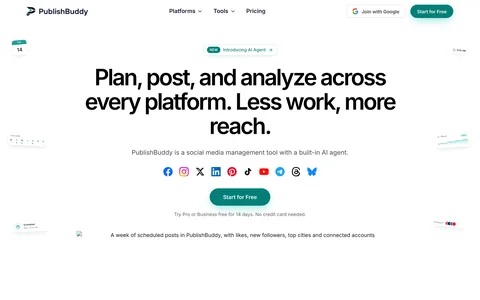 PublishBuddy
Platforms
Tools
Pricing
Join with Google
Start for Free
14
NEW Introducing AI Agent →
Plan, post, and analyze across
every platform. Less work, more
reach.
PublishBuddy is a social media management tool with a built-in AI agent.
Start for Free
Try Pro or Business free for 14 days. No credit card needed.
A week of scheduled posts in PublishBuddy, with likes, new followers, top cities and connected accounts